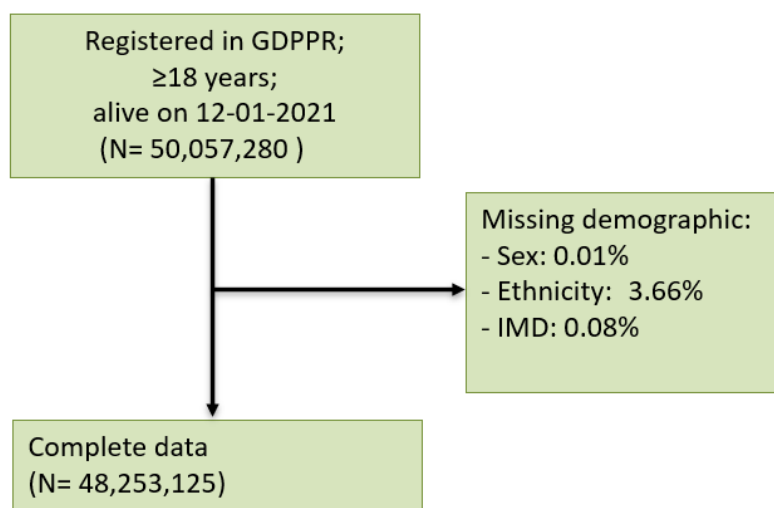 Registered in GDPPR;
≥18 years;
alive on 12-01-2021
(N= 50,057,280 )
Missing demographic:
- Sex: 0.01%
- Ethnicity:  3.66%
- IMD: 0.08%
Complete data
(N= 48,253,125)